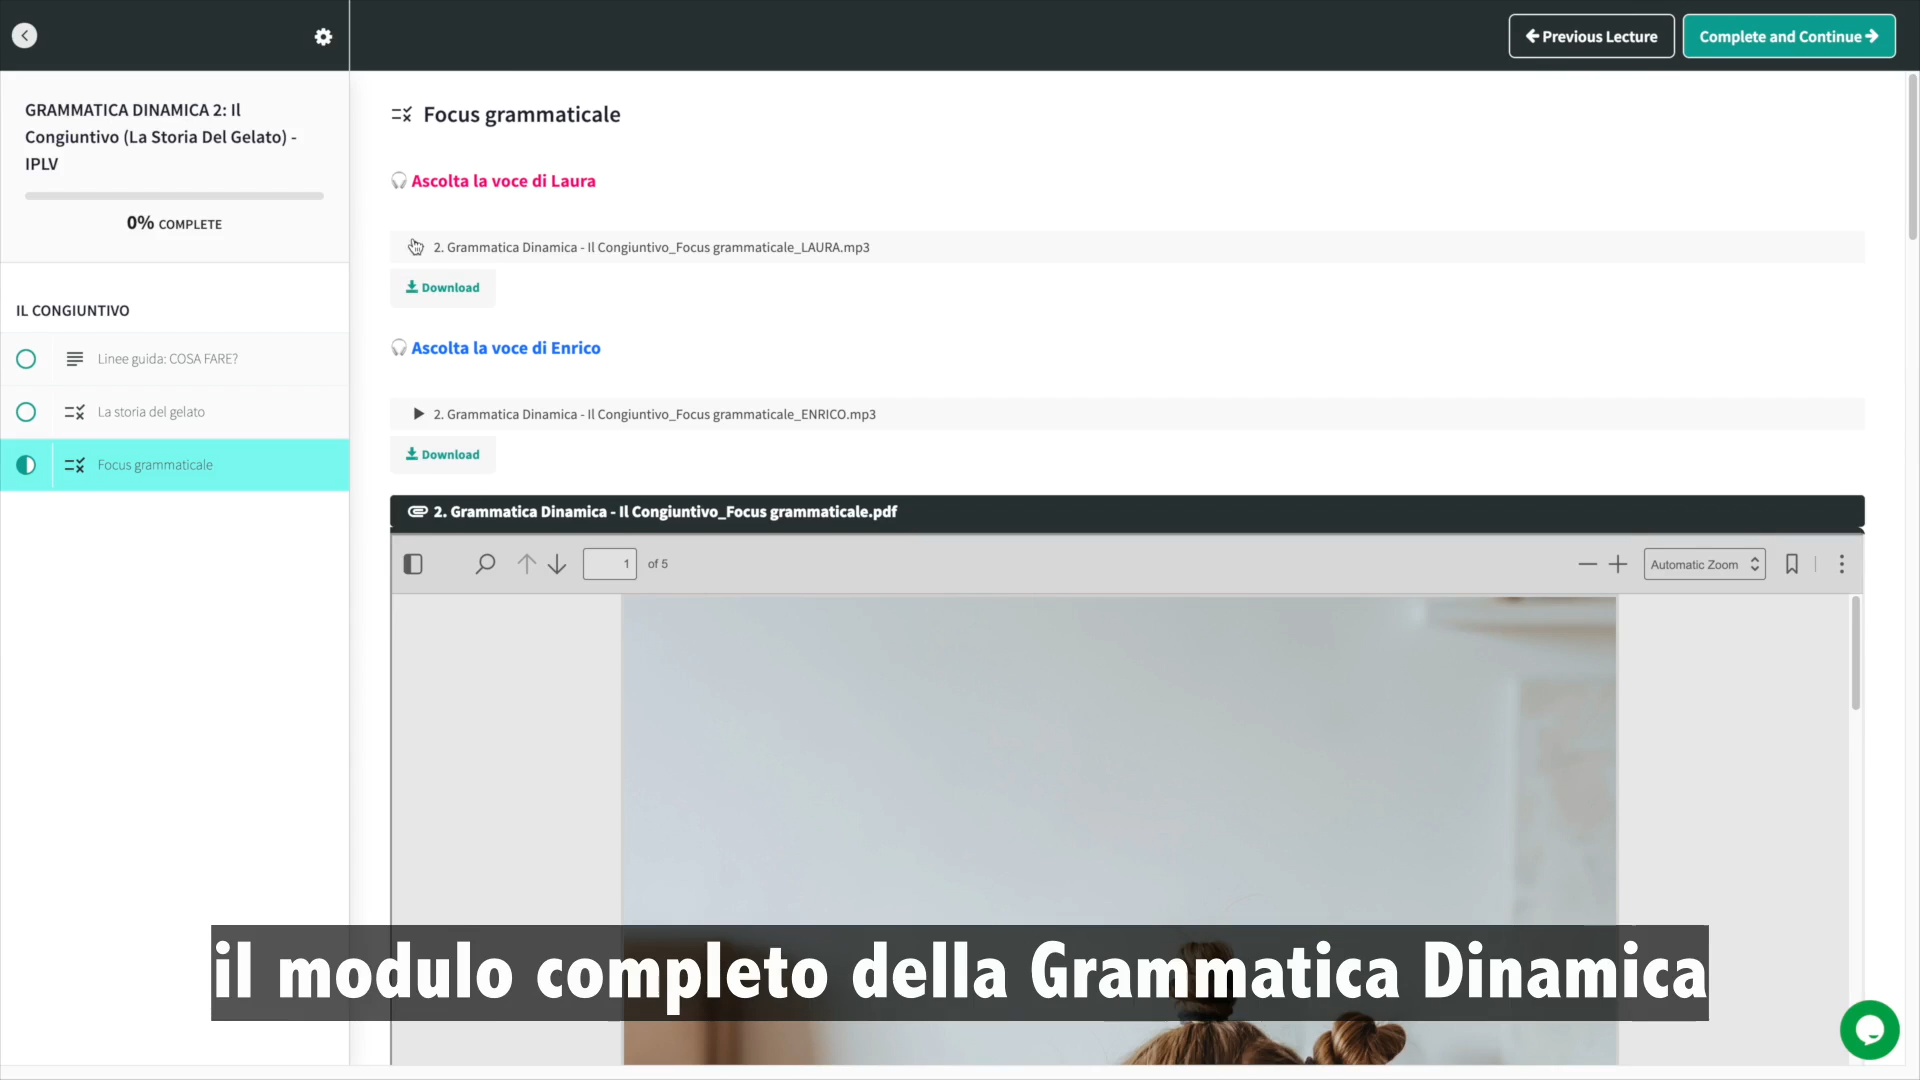 Previous Lecture
Complete and Continue
GRAMMATICA DINAMICA 2: Il
Congiuntivo (La Storia Del Gelato) -
IPLV
0% COMPLETE
IL CONGIUNTIVO
Linee guida: COSA FARE?
La storia del gelato
Focus grammaticale
Focus grammaticale
Ascolta la voce di Laura
2. Grammatica Dinamica - Il Congiuntivo_Focus grammaticale_LAURA.mp3
Download
Ascolta la voce di Enrico
2. Grammatica Dinamica - Il Congiuntivo_Focus grammaticale_ENRICO.mp3
Download
2. Grammatica Dinamica - Il Congiuntivo_Focus grammaticale.pdf
1 of 5
Automatic Zoom
il modulo completo della Grammatica Dinamica